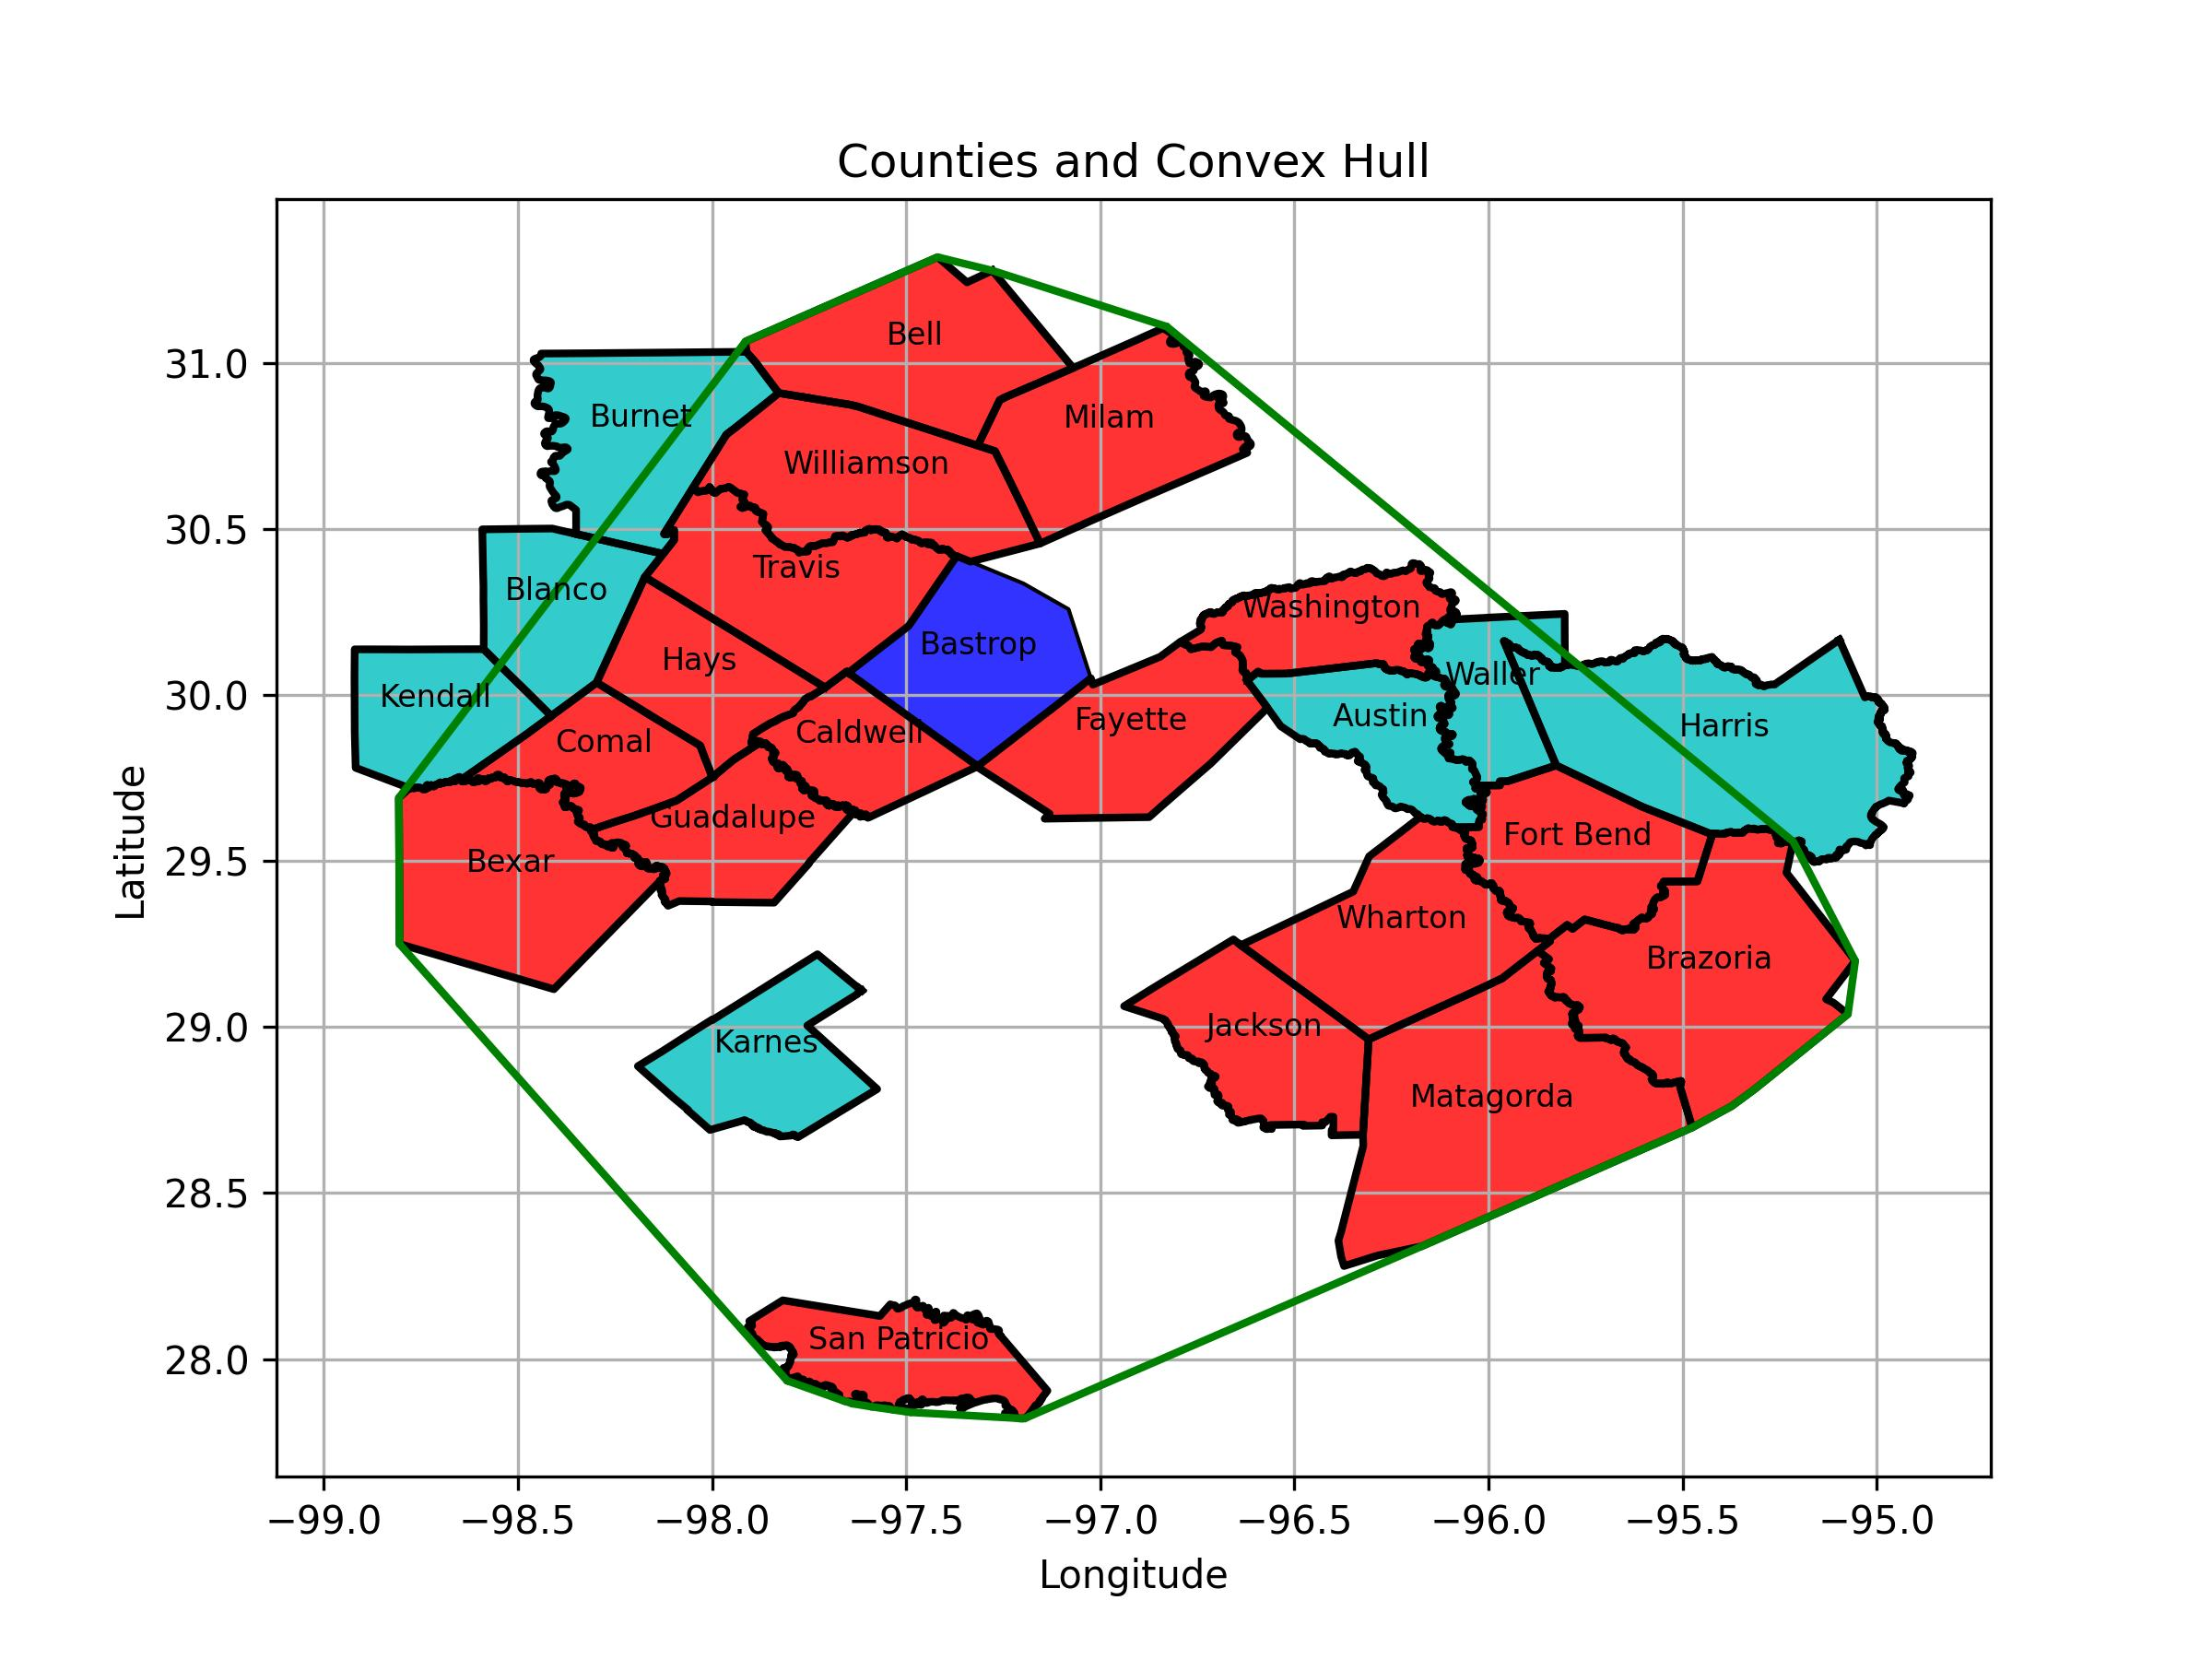 Counties and Convex Hull
Bell
Burnet
Milam
Williamson
Travis
Blanco
Washington
Bastrop
Hays
Waller
Kendall
Fayette
Austin
Harris
Caldwell
Comal
Guadalupe
Fort Bend
Bexar
Wharton
Brazoria
Karnes
Jackson
Matagorda
San Patricio
31.0
30.5
30.0
29.5
29.0
28.5
28.0
Latitude
−99.0 −98.5 −98.0 −97.5 −97.0 −96.5 −96.0 −95.5 −95.0
Longitude